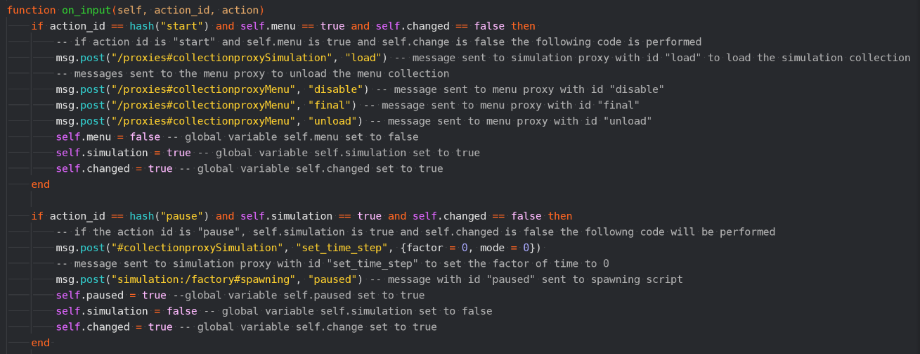 function on_input(self, action_id, action)
if action_id == hash("start") and self.menu == true and self.changed == false then
-- if action id is "start" and self.menu is true and self.change is false the following code is performed
msg.post("/proxies#collectionproxySimulation", "load") -- message sent to simulation proxy with id "load" to load the simulation collection
-- messages sent to the menu proxy to unload the menu collection
msg.post("/proxies#collectionproxyMenu", "disable") -- message sent to menu proxy with id "disable"
msg.post("/proxies#collectionproxyMenu", "final") -- message sent to menu proxy with id "final"
msg.post("/proxies#collectionproxyMenu", "unload") -- message sent to menu proxy with id "unload"
self.menu = false -- global variable self.menu set to false
self.simulation = true -- global variable self.simulation set to true
self.changed = true -- global variable self.changed set to true
end
if action_id == hash("pause") and self.simulation == true and self.changed == false then
-- if the action id is "pause", self.simulation is true and self.changed is false the followng code will be performed
msg.post("#collectionproxySimulation", "set_time_step", {factor = 0, mode = 0})
-- message sent to simulation proxy with id "set_time_step" to set the factor of time to 0
msg.post("simulation:/factory#spawning", "paused") -- message with id "paused" sent to spawning script
self.paused = true --global variable self.paused set to true
self.simulation = false -- global variable self.simulation set to false
self.changed = true -- global variable self.change set to true
end